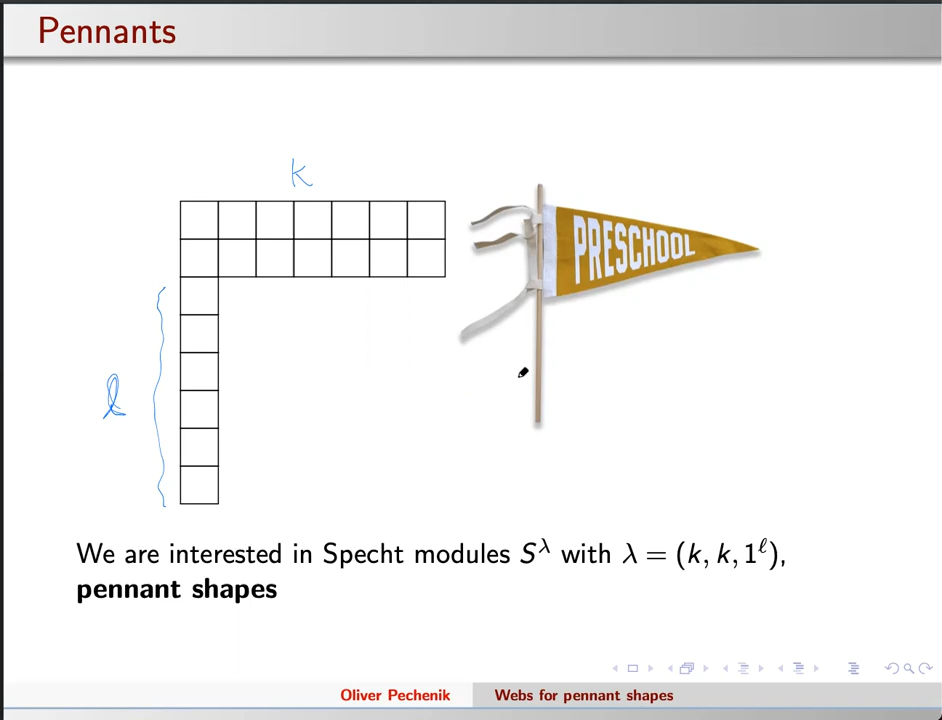 Pennants
k
PRESCHOOL
ℓ
We are interested in Specht modules S^λ with λ = (k, k, 1^ℓ),
pennant shapes
Oliver Pechenik
Webs for pennant shapes